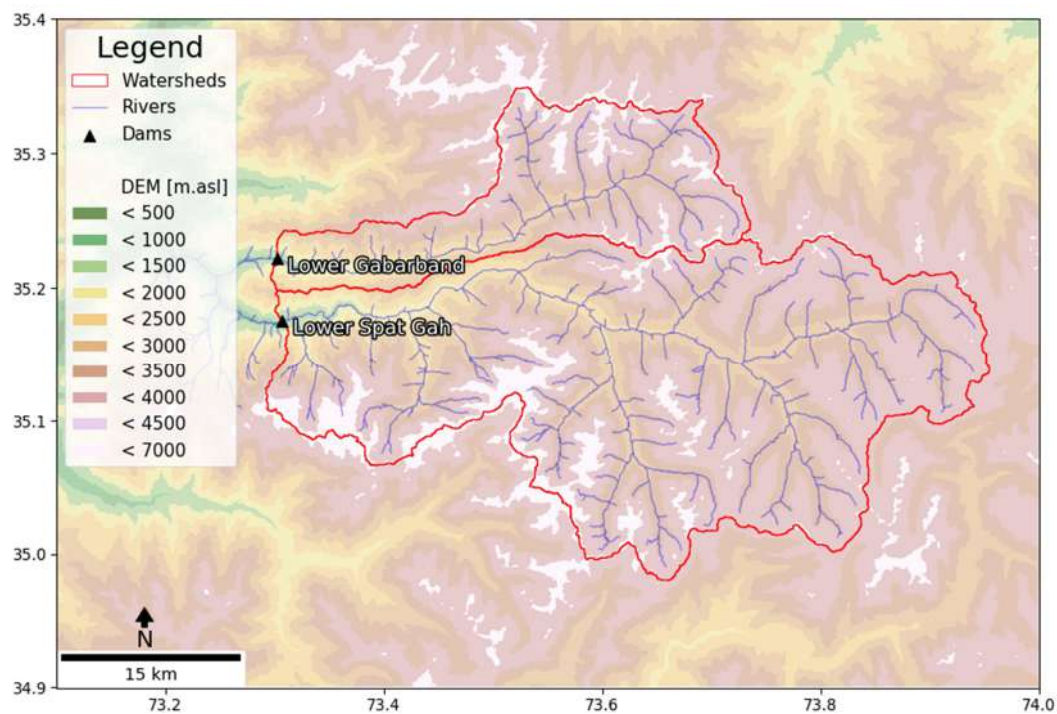 35.4
35.3
35.2
35.1
35.0
34.9
Legend
Watersheds
Rivers
Dams
DEM [m.asl]
< 500
< 1000
< 1500
< 2000
< 2500
< 3000
< 3500
< 4000
< 4500
< 7000
Lower Gabarband
Lower Spat Gah
N
15 km
73.2
73.4
73.6
73.8
74.0